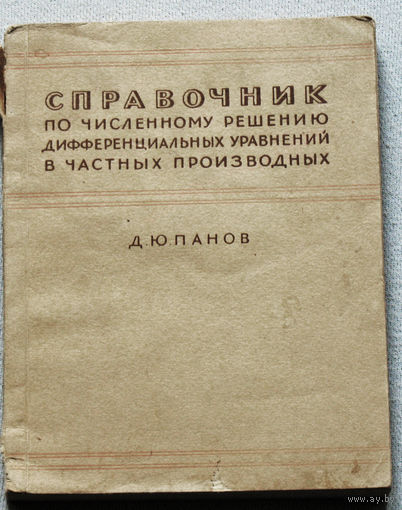 СПРАВОЧНИК
ПО ЧИСЛЕННОМУ РЕШЕНИЮ
ДИФФЕРЕНЦИАЛЬНЫХ УРАВНЕНИЙ
В ЧАСТНЫХ ПРОИЗВОДНЫХ
Д.Ю.ПАНОВ
www.ay.by